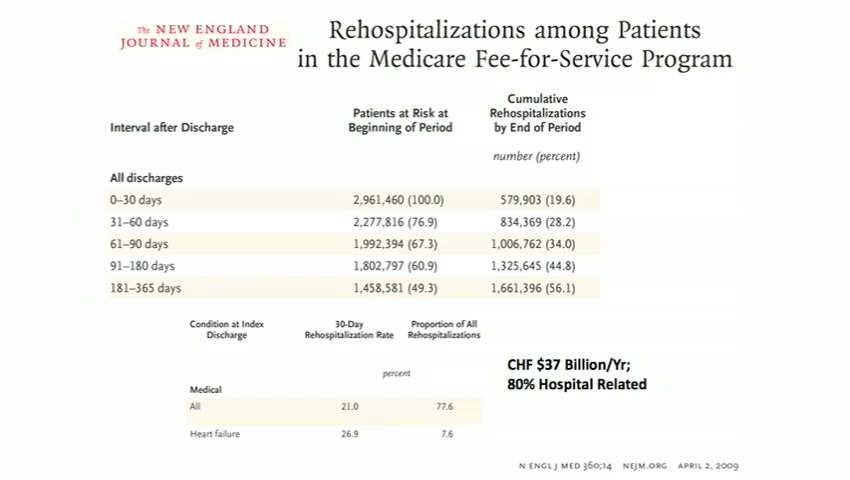 The NEW ENGLAND
JOURNAL of MEDICINE
Rehospitalizations among Patients
in the Medicare Fee-for-Service Program
Interval after Discharge
Patients at Risk at
Beginning of Period
Cumulative
Rehospitalizations
by End of Period
number (percent)
All discharges
0–30 days 2,961,460 (100.0) 579,903 (19.6)
31–60 days 2,277,816 (76.9) 834,369 (28.2)
61–90 days 1,992,394 (67.3) 1,006,762 (34.0)
91–180 days 1,802,797 (60.9) 1,325,645 (44.8)
181–365 days 1,458,581 (49.3) 1,661,396 (56.1)
Condition at Index
Discharge
30-Day
Rehospitalization Rate
Proportion of All
Rehospitalizations
percent
Medical
All 21.0 77.6
Heart failure 26.9 7.6
CHF $37 Billion/Yr;
80% Hospital Related
N ENGL J MED 360;14 NEJM.ORG APRIL 2, 2009